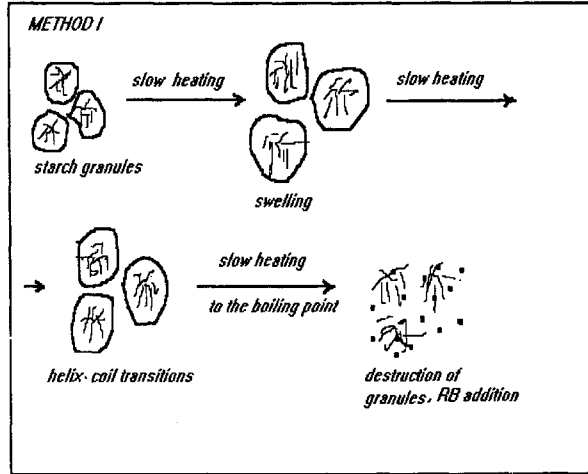 METHOD I
slow heating
slow heating
starch granules
swelling
slow heating
to the boiling point
helix-coil transitions
destruction of
granules, RB addition